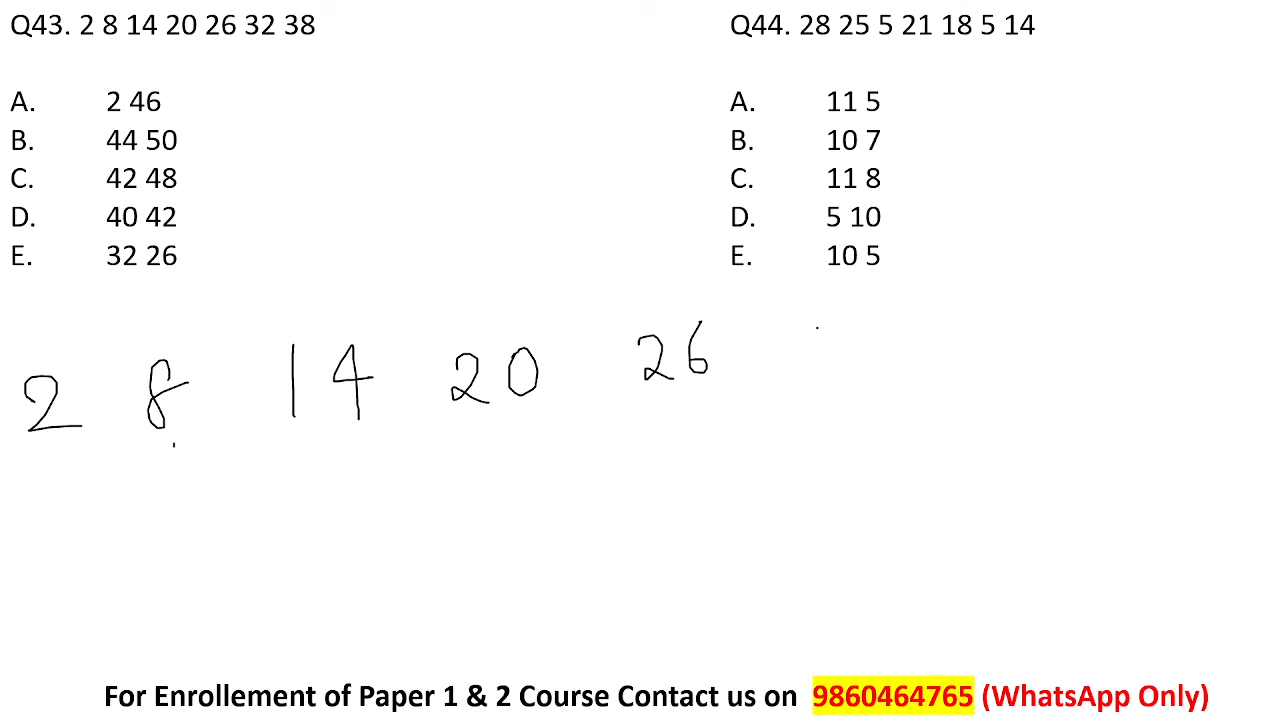 Q43. 2 8 14 20 26 32 38
A. 2 46
B. 44 50
C. 42 48
D. 40 42
E. 32 26
Q44. 28 25 5 21 18 5 14
A. 11 5
B. 10 7
C. 11 8
D. 5 10
E. 10 5
2 8 14 20 26
For Enrollement of Paper 1 & 2 Course Contact us on 9860464765 (WhatsApp Only)